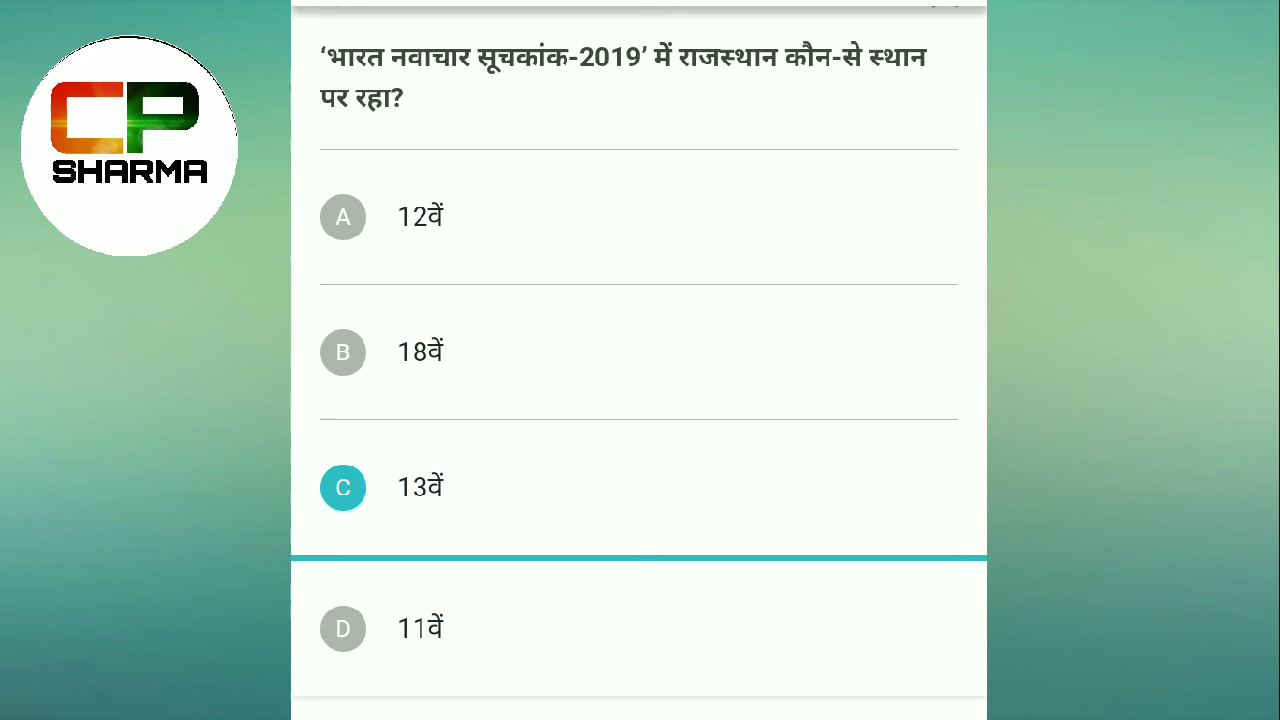 CP
SHARMA
‘भारत नवाचार सूचकांक-2019’ में राजस्थान कौन-से स्थान
पर रहा?
A 12वें
B 18वें
C 13वें
D 11वें